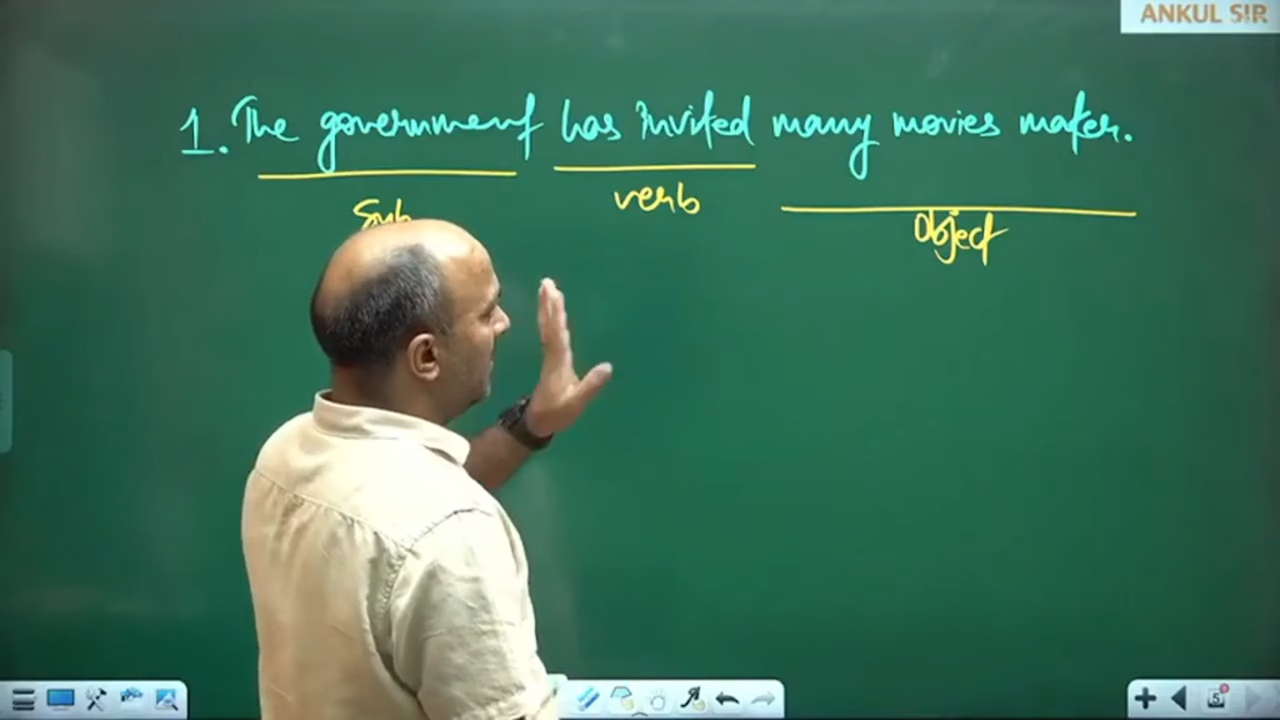 ANKUL SIR
1. The government has invited many movies maker.
Sub verb Object